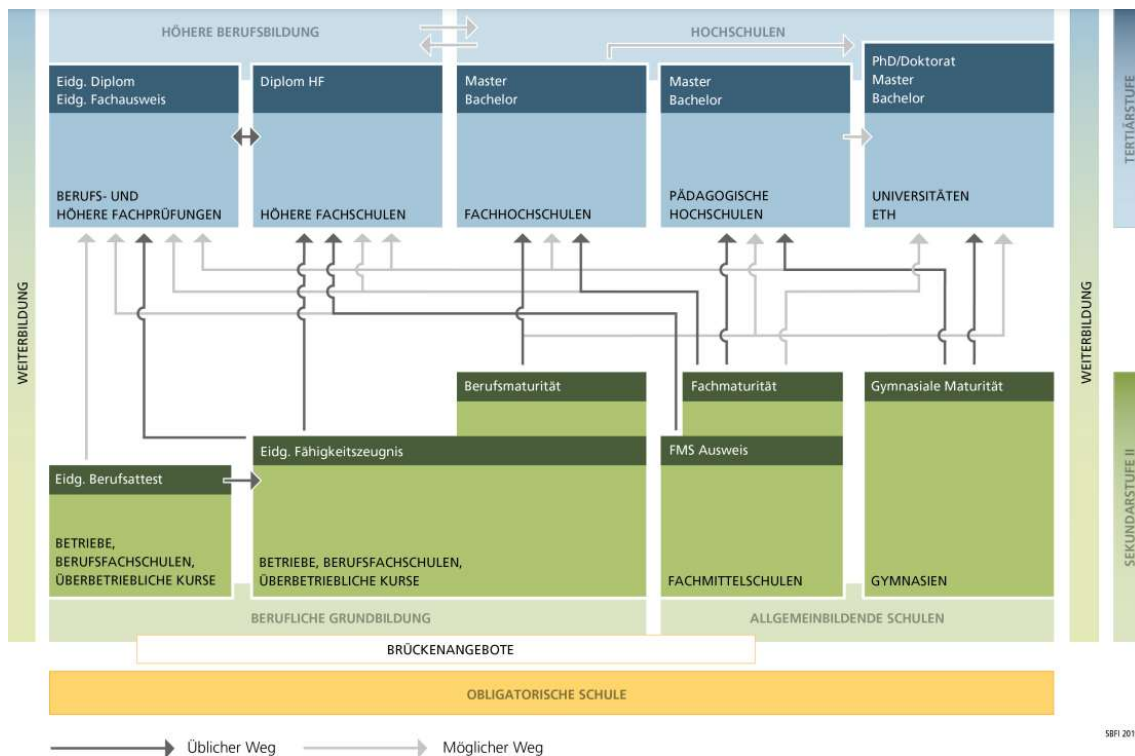 HÖHERE BERUFSBILDUNG
HOCHSCHULEN
Eidg. Diplom
Eidg. Fachausweis
Diplom HF
Master
Bachelor
Master
Bachelor
PhD/Doktorat
Master
Bachelor
BERUFS- UND
HÖHERE FACHPRÜFUNGEN
HÖHERE FACHSCHULEN
FACHHOCHSCHULEN
PÄDAGOGISCHE
HOCHSCHULEN
UNIVERSITÄTEN
ETH
TERTIÄRSTUFE
WEITERBILDUNG
WEITERBILDUNG
Berufsmaturität
Fachmaturität
Gymnasiale Maturität
Eidg. Fähigkeitszeugnis
FMS Ausweis
Eidg. Berufsattest
SEKUNDARSTUFE II
BETRIEBE,
BERUFSFACHSCHULEN,
ÜBERBETRIEBLICHE KURSE
BETRIEBE, BERUFSFACHSCHULEN,
ÜBERBETRIEBLICHE KURSE
FACHMITTELSCHULEN
GYMNASIEN
BERUFLICHE GRUNDBILDUNG
ALLGEMEINBILDENDE SCHULEN
BRÜCKENANGEBOTE
OBLIGATORISCHE SCHULE
Üblicher Weg
Möglicher Weg
SBFI 201